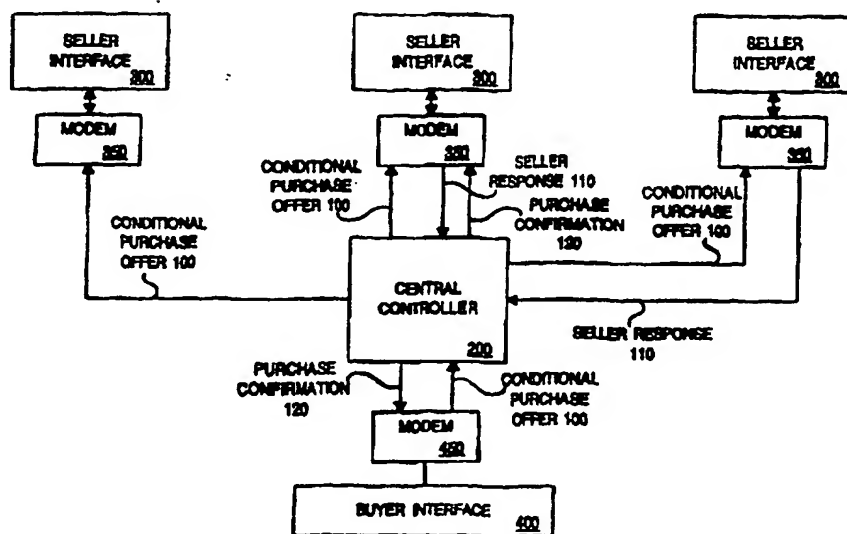 SELLER
INTERFACE
300
MODEM
350
SELLER
INTERFACE
300
MODEM
350
SELLER
INTERFACE
300
MODEM
350
CONDITIONAL
PURCHASE
OFFER 100
SELLER
RESPONSE 110
PURCHASE
CONFIRMATION
120
CONDITIONAL
PURCHASE
OFFER 100
CONDITIONAL
PURCHASE
OFFER 100
CENTRAL
CONTROLLER
200
SELLER RESPONSE
110
PURCHASE
CONFIRMATION
120
CONDITIONAL
PURCHASE
OFFER 100
MODEM
450
BUYER INTERFACE
400